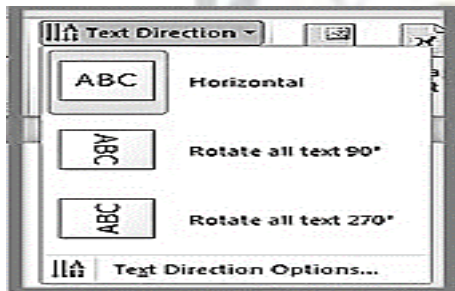 Text Direction
ABC Horizontal
ABC Rotate all text 90°
ABC Rotate all text 270°
Text Direction Options...